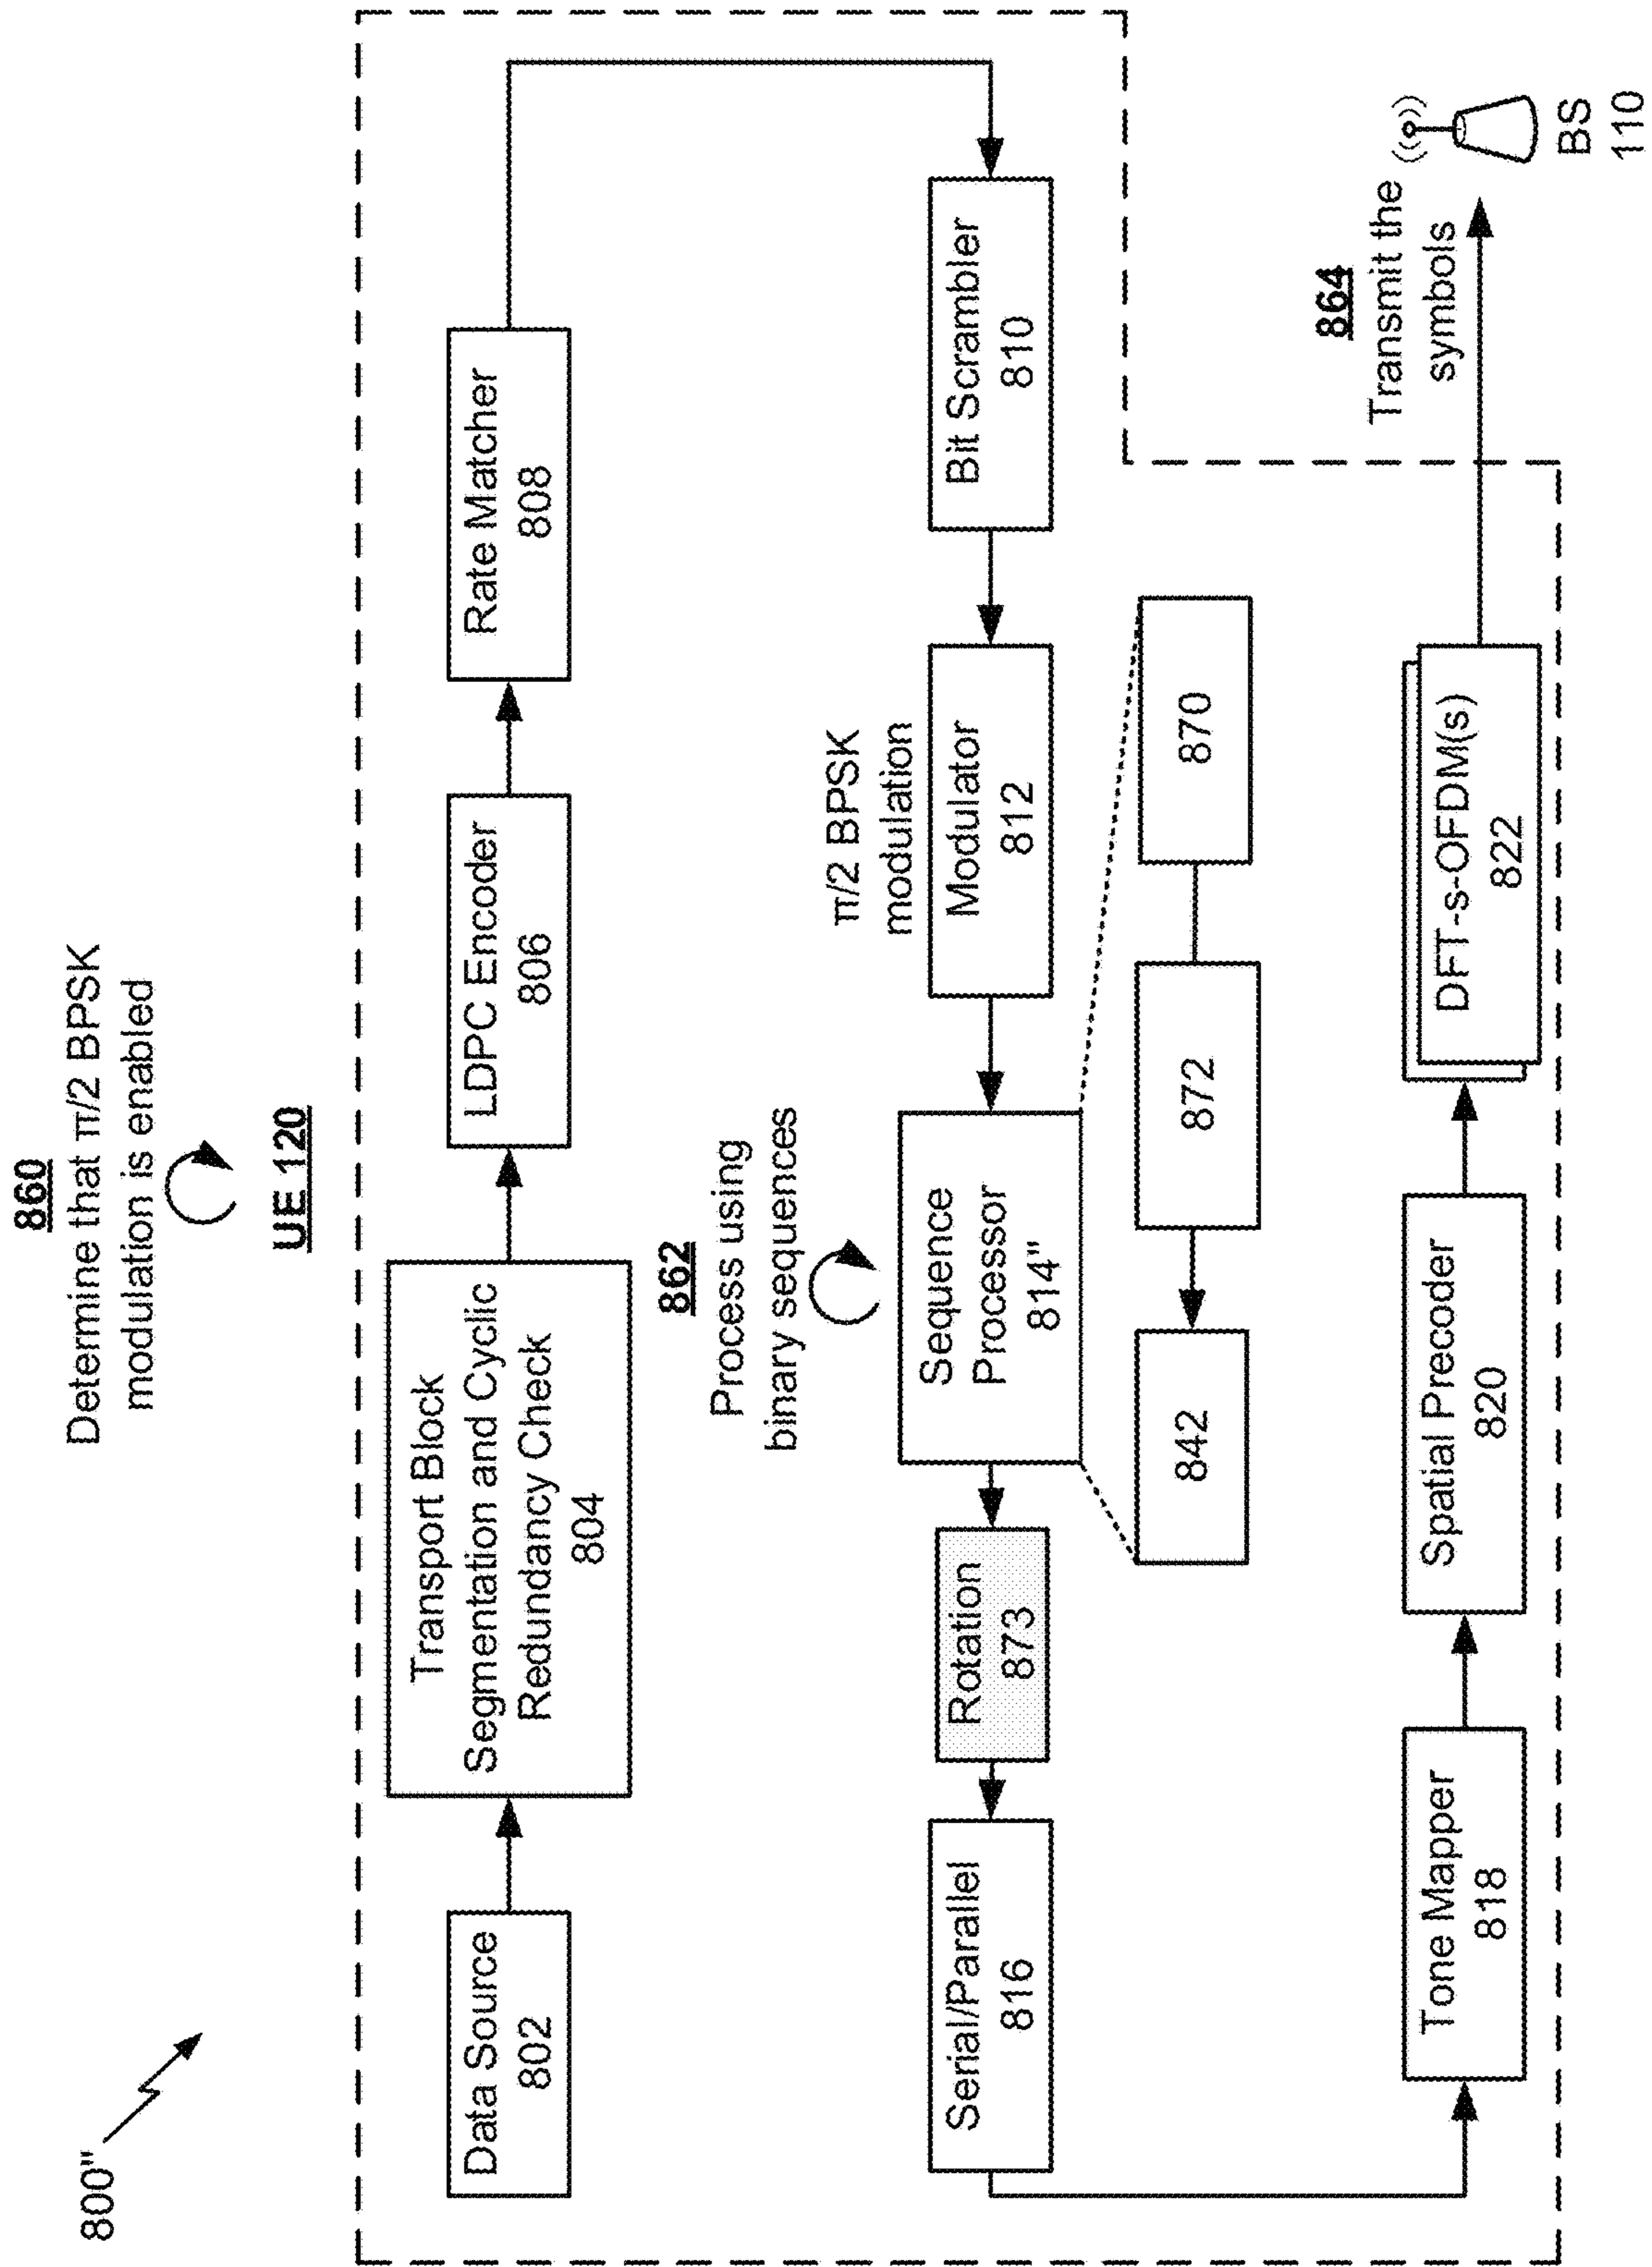 800"
860
Determine that π/2 BPSK
modulation is enabled
UE 120
Data Source
802
Transport Block
Segmentation and Cyclic
Redundancy Check
804
LDPC Encoder
806
Rate Matcher
808
862
Process using
binary sequences
π/2 BPSK
modulation
Serial/Parallel
816
Rotation
873
Sequence
Processor
814"
Modulator
812
Bit Scrambler
810
842
872
870
Tone Mapper
818
Spatial Precoder
820
DFT-s-OFDM(s)
822
864
Transmit the
symbols
BS
110